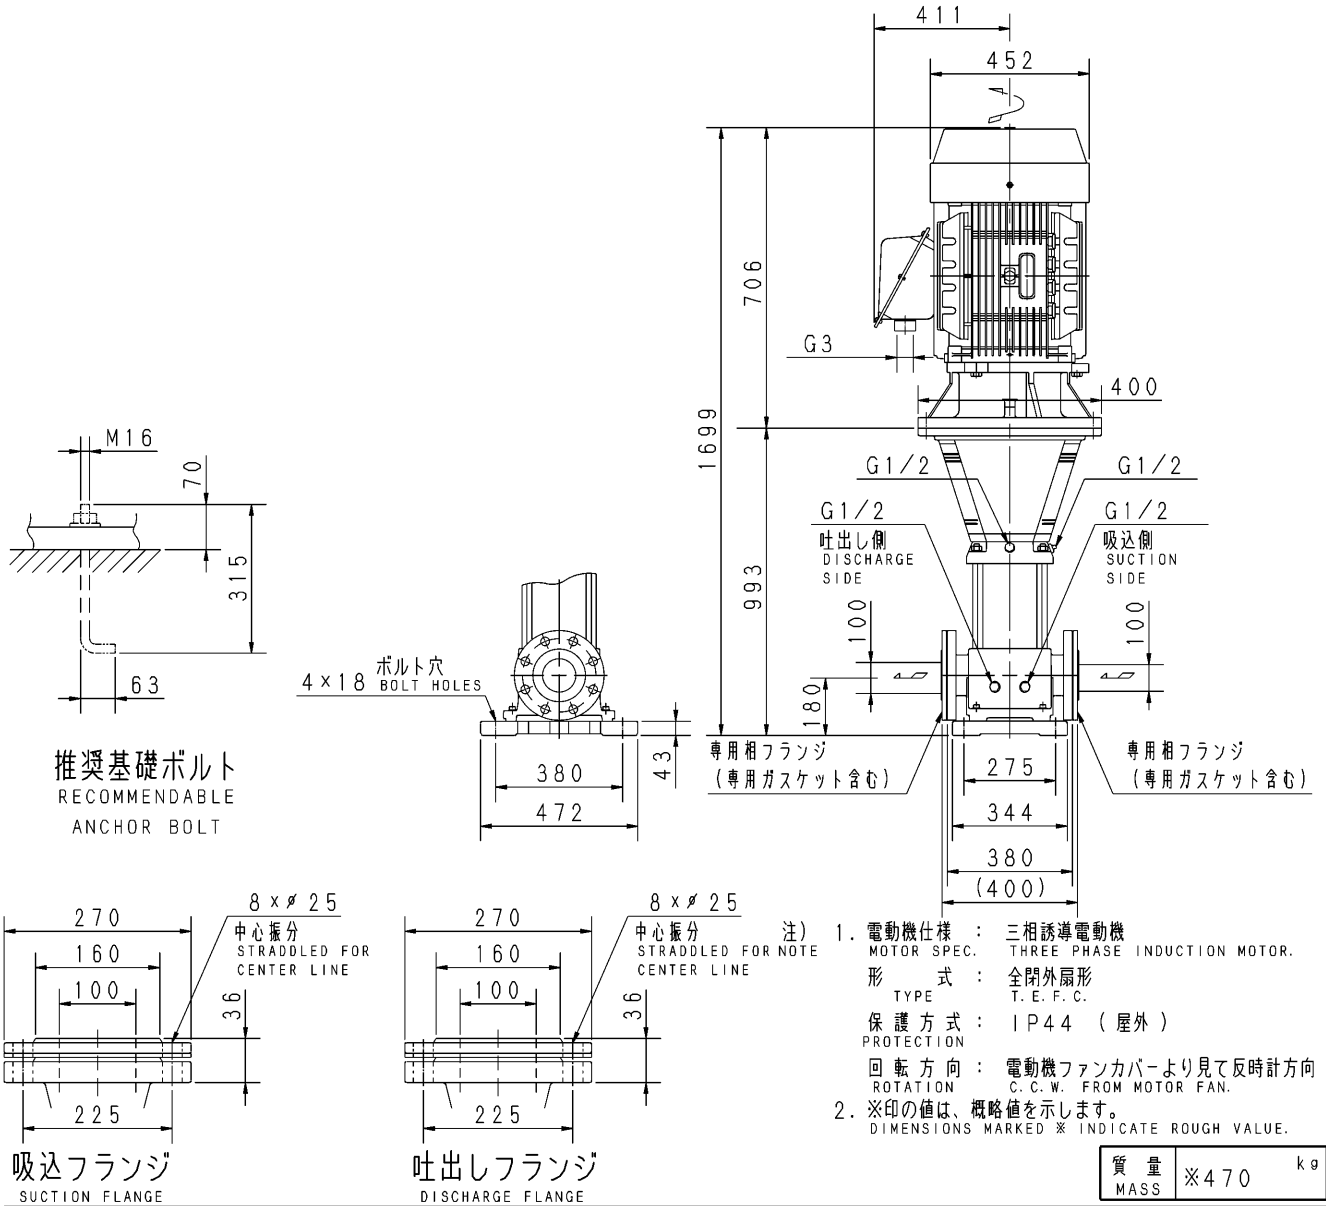 411
452
706
G3
400
1699
M16
70
G1/2
G1/2
G1/2
吐出し側
DISCHARGE
SIDE
G1/2
吸込側
SUCTION
SIDE
315
993
100
100
63
ボルト穴
4×18 BOLT HOLES
180
43
専用相フランジ
(専用ガスケット含む)
専用相フランジ
(専用ガスケット含む)
推奨基礎ボルト
RECOMMENDABLE
ANCHOR BOLT
380
472
275
344
380
(400)
270
160
100
36
225
8×ø25
中心振分
STRADDLED FOR
CENTER LINE
吸込フランジ
SUCTION FLANGE
270
160
100
36
225
8×ø25
中心振分
STRADDLED FOR
CENTER LINE
吐出しフランジ
DISCHARGE FLANGE
注)
NOTE
1. 電動機仕様 : 三相誘導電動機
MOTOR SPEC. THREE PHASE INDUCTION MOTOR.
形 式 : 全閉外扇形
TYPE T.E.F.C.
保護方式 : IP44 (屋外)
PROTECTION
回転方向 : 電動機ファンカバーより見て反時計方向
ROTATION C.C.W. FROM MOTOR FAN.
2. ※印の値は、概略値を示します。
DIMENSIONS MARKED ※ INDICATE ROUGH VALUE.
質量 ※470 kg
MASS